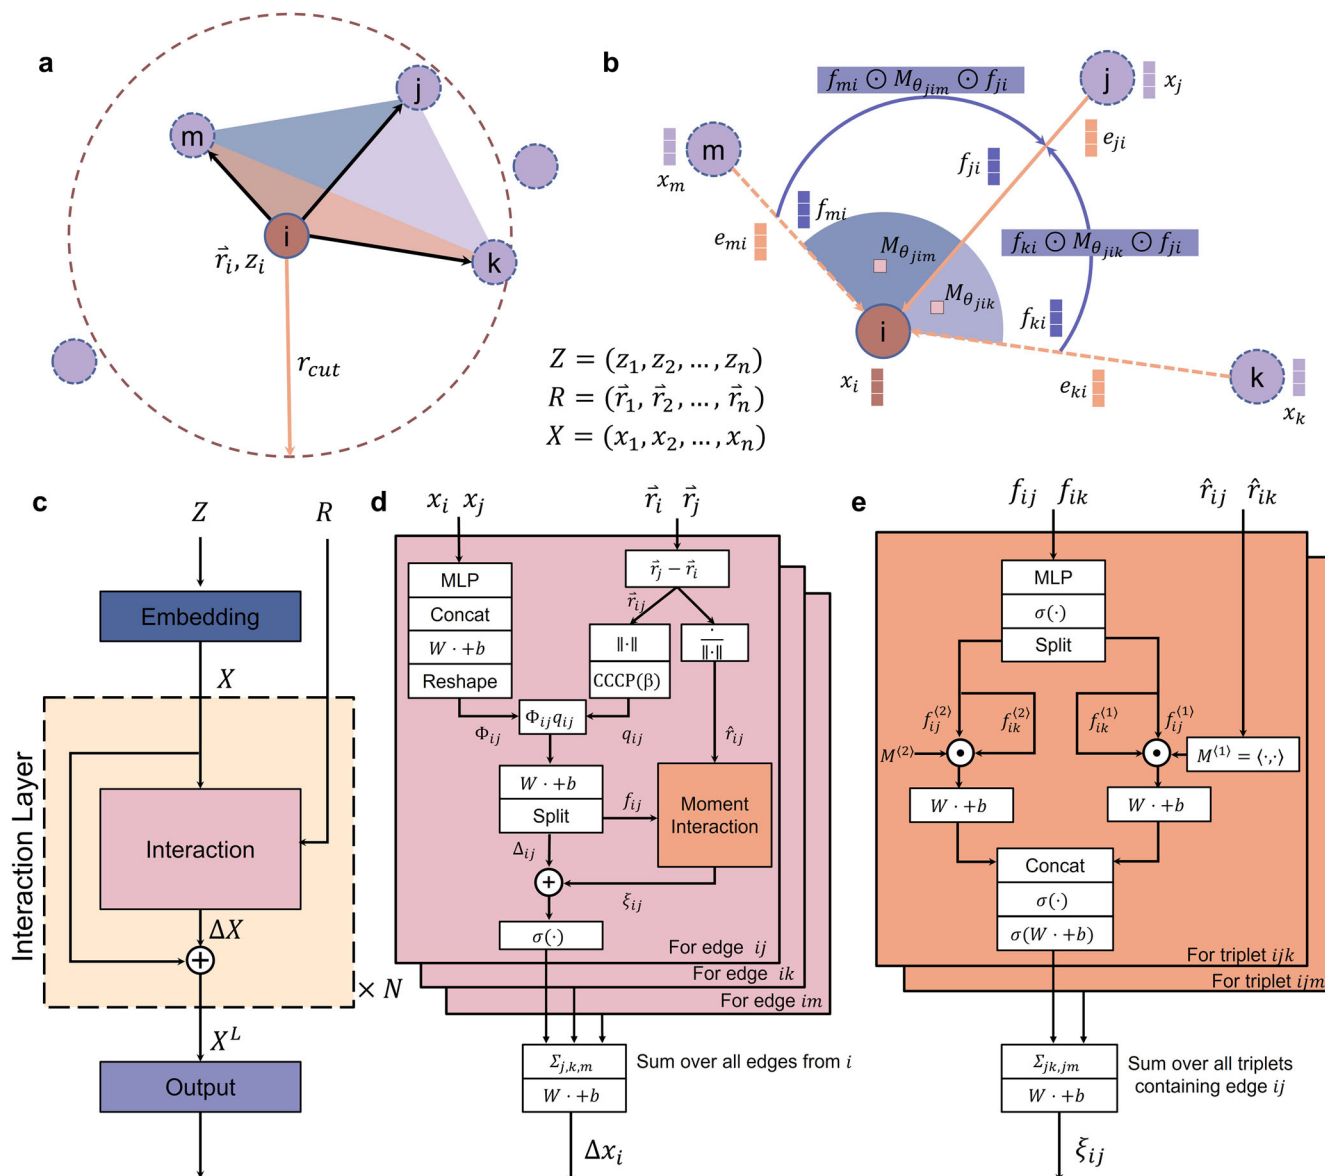 a
j
m
i
k
r⃗ᵢ, zᵢ
r_cut
Z = (z₁, z₂, ..., zₙ)
R = (r⃗₁, r⃗₂, ..., r⃗ₙ)
X = (x₁, x₂, ..., xₙ)
b
f_mi ⊙ M_θjim ⊙ f_ji
j
x_j
e_ji
m
x_m
f_ji
f_mi
e_mi
M_θjim
f_ki ⊙ M_θjik ⊙ f_ji
M_θjik
f_ki
i
x_i
e_ki
k
x_k
c
Z
R
Embedding
X
Interaction Layer
Interaction
ΔX
+
× N
X^L
Output
d
x_i x_j
r⃗_i r⃗_j
MLP
Concat
W · +b
Reshape
r⃗_j − r⃗_i
r⃗_ij
‖·‖
CCCP(β)
·
‖·‖
Φ_ij q_ij
Φ_ij
q_ij
r̂_ij
W · +b
Split
f_ij
Moment
Interaction
Δ_ij
+
ξ_ij
σ(·)
For edge ij
For edge ik
For edge im
Σ_j,k,m
W · +b
Sum over all edges from i
Δx_i
e
f_ij f_ik
r̂_ij r̂_ik
MLP
σ(·)
Split
f_ij^⟨2⟩
f_ik^⟨2⟩
f_ik^⟨1⟩
f_ij^⟨1⟩
M^⟨2⟩
M^⟨1⟩ = ⟨·,·⟩
W · +b
W · +b
Concat
σ(·)
σ(W · +b)
For triplet ijk
For triplet ijm
Σ_jk,jm
W · +b
Sum over all triplets
containing edge ij
ξ_ij